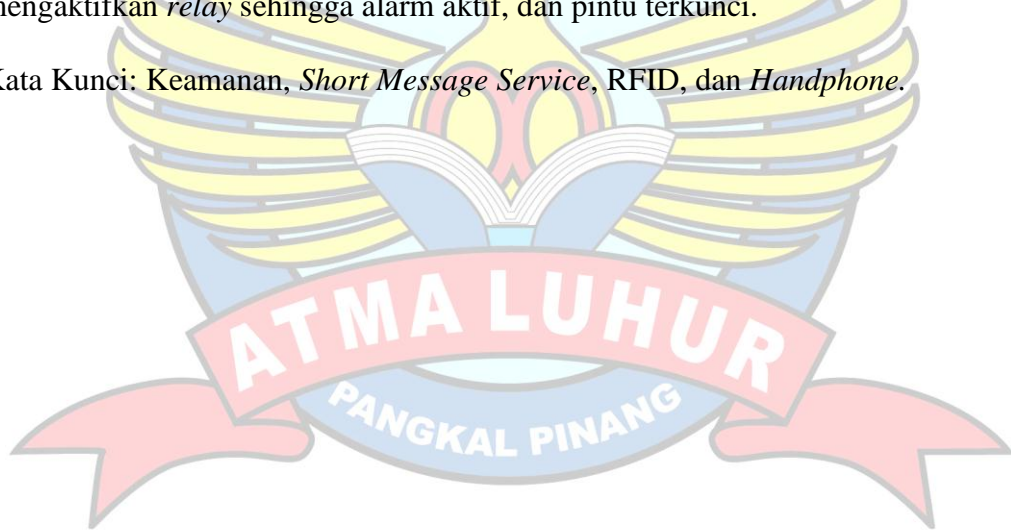 mengaktifkan relay sehingga alarm aktif, dan pintu terkunci.
Kata Kunci: Keamanan, Short Message Service, RFID, dan Handphone.
ATMA LUHUR
PANGKAL PINANG